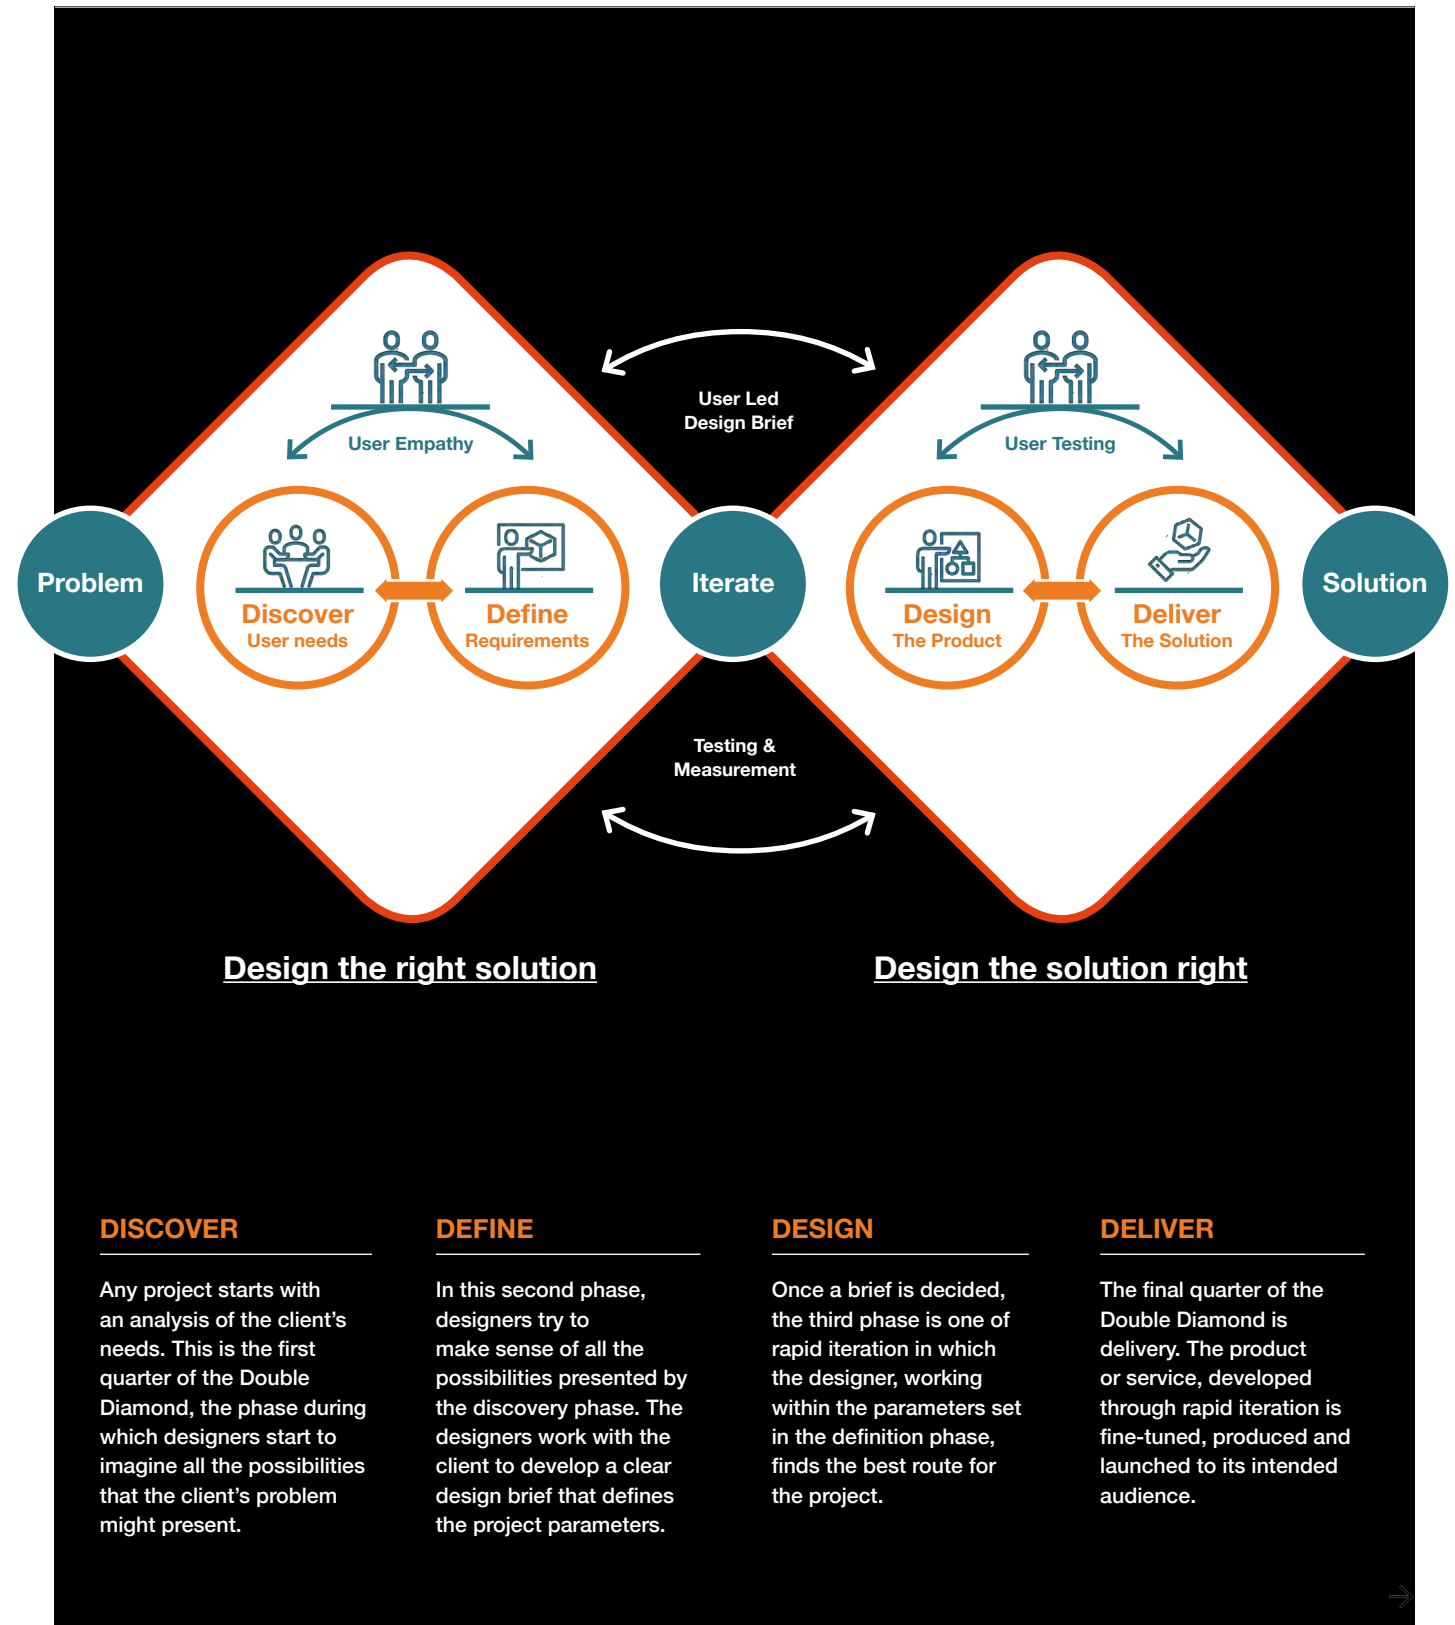 User Led
Design Brief
User Empathy
User Testing
Problem
Discover
User needs
Define
Requirements
Iterate
Design
The Product
Deliver
The Solution
Solution
Testing &
Measurement
Design the right solution
Design the solution right
DISCOVER
Any project starts with
an analysis of the client’s
needs. This is the first
quarter of the Double
Diamond, the phase during
which designers start to
imagine all the possibilities
that the client’s problem
might present.
DEFINE
In this second phase,
designers try to
make sense of all the
possibilities presented by
the discovery phase. The
designers work with the
client to develop a clear
design brief that defines
the project parameters.
DESIGN
Once a brief is decided,
the third phase is one of
rapid iteration in which
the designer, working
within the parameters set
in the definition phase,
finds the best route for
the project.
DELIVER
The final quarter of the
Double Diamond is
delivery. The product
or service, developed
through rapid iteration is
fine-tuned, produced and
launched to its intended
audience.